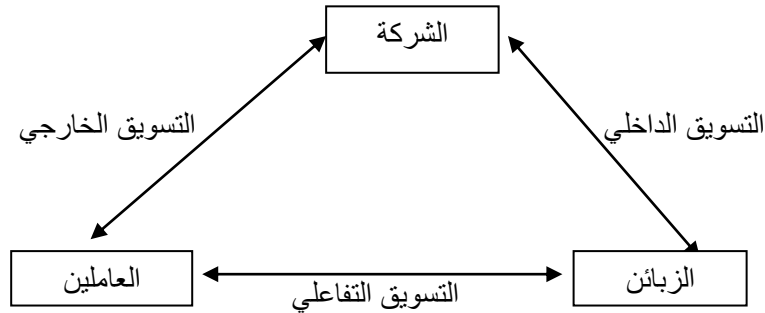 الشركة
التسويق الداخلي
التسويق الخارجي
الزبائن
التسويق التفاعلي
العاملين